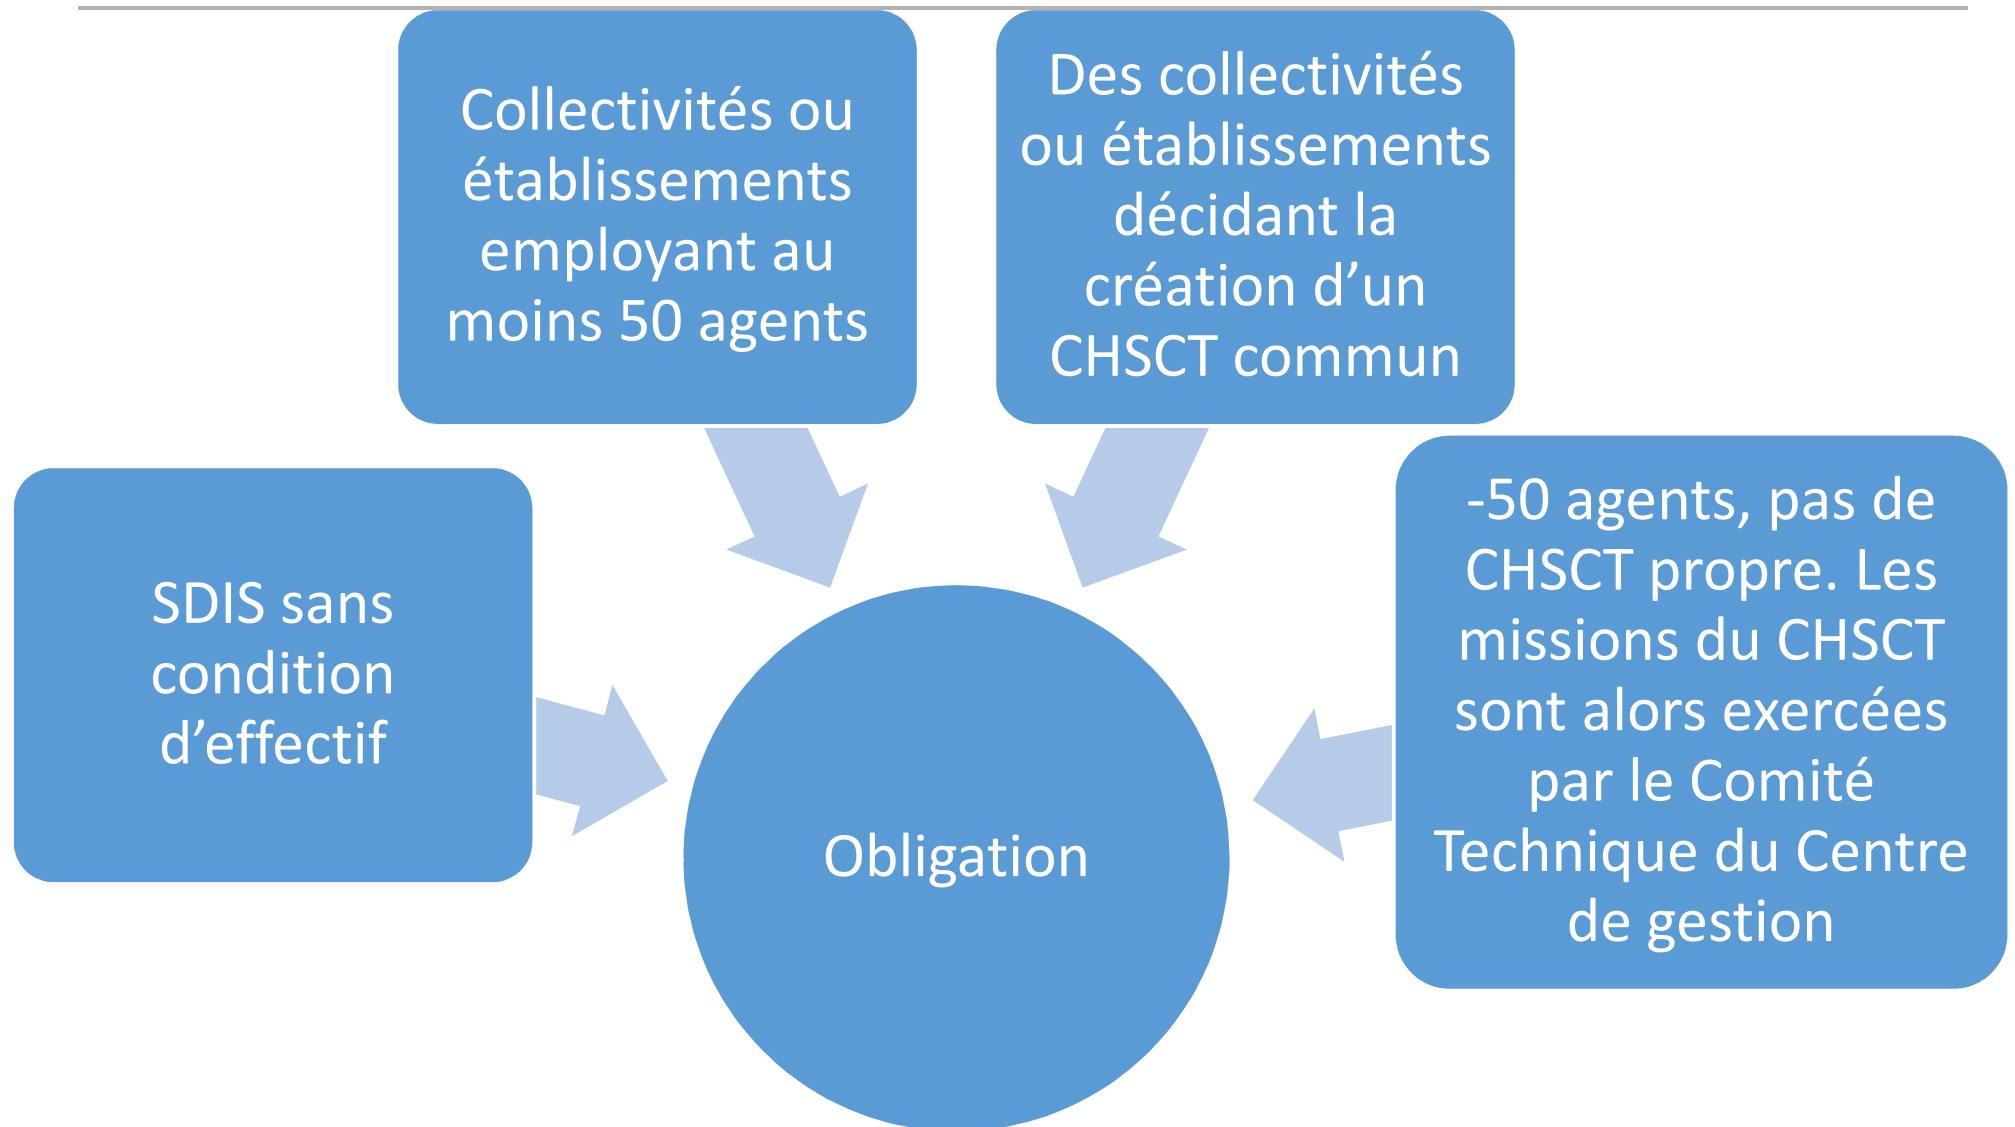 Collectivités ou
établissements
employant au
moins 50 agents
Des collectivités
ou établissements
décidant la
création d’un
CHSCT commun
SDIS sans
condition
d’effectif
-50 agents, pas de
CHSCT propre. Les
missions du CHSCT
sont alors exercées
par le Comité
Technique du Centre
de gestion
Obligation